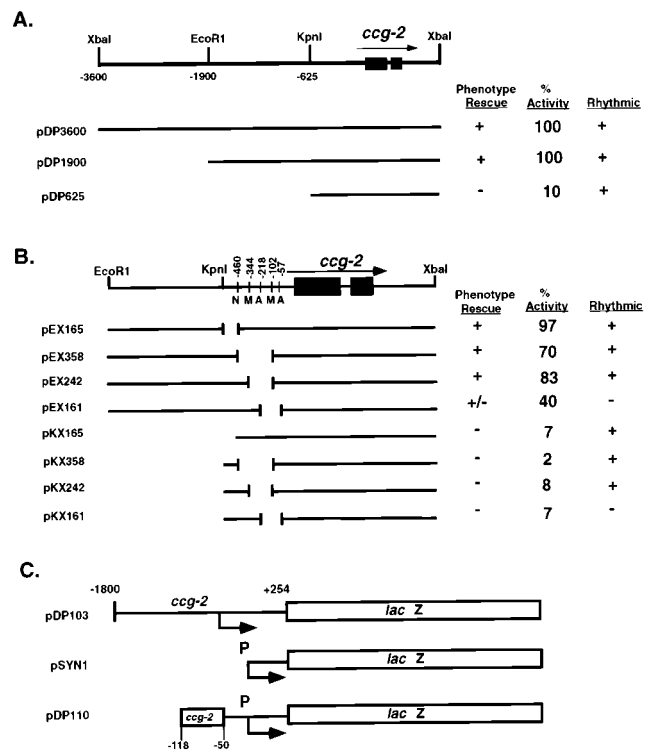 A.
XbaI EcoR1 KpnI ccg-2 XbaI
-3600 -1900 -625
Phenotype Rescue % Activity Rhythmic
pDP3600 + 100 +
pDP1900 + 100 +
pDP625 - 10 +
B.
EcoR1 KpnI -460 -344 -218 -102 -57 ccg-2 XbaI
N M A M A
Phenotype Rescue % Activity Rhythmic
pEX165 + 97 +
pEX358 + 70 +
pEX242 + 83 +
pEX161 +/- 40 -
pKX165 - 7 +
pKX358 - 2 +
pKX242 - 8 +
pKX161 - 7 -
C.
-1800 ccg-2 +254
pDP103 lac Z
P
pSYN1 lac Z
P
pDP110 ccg-2 lac Z
-118 -50